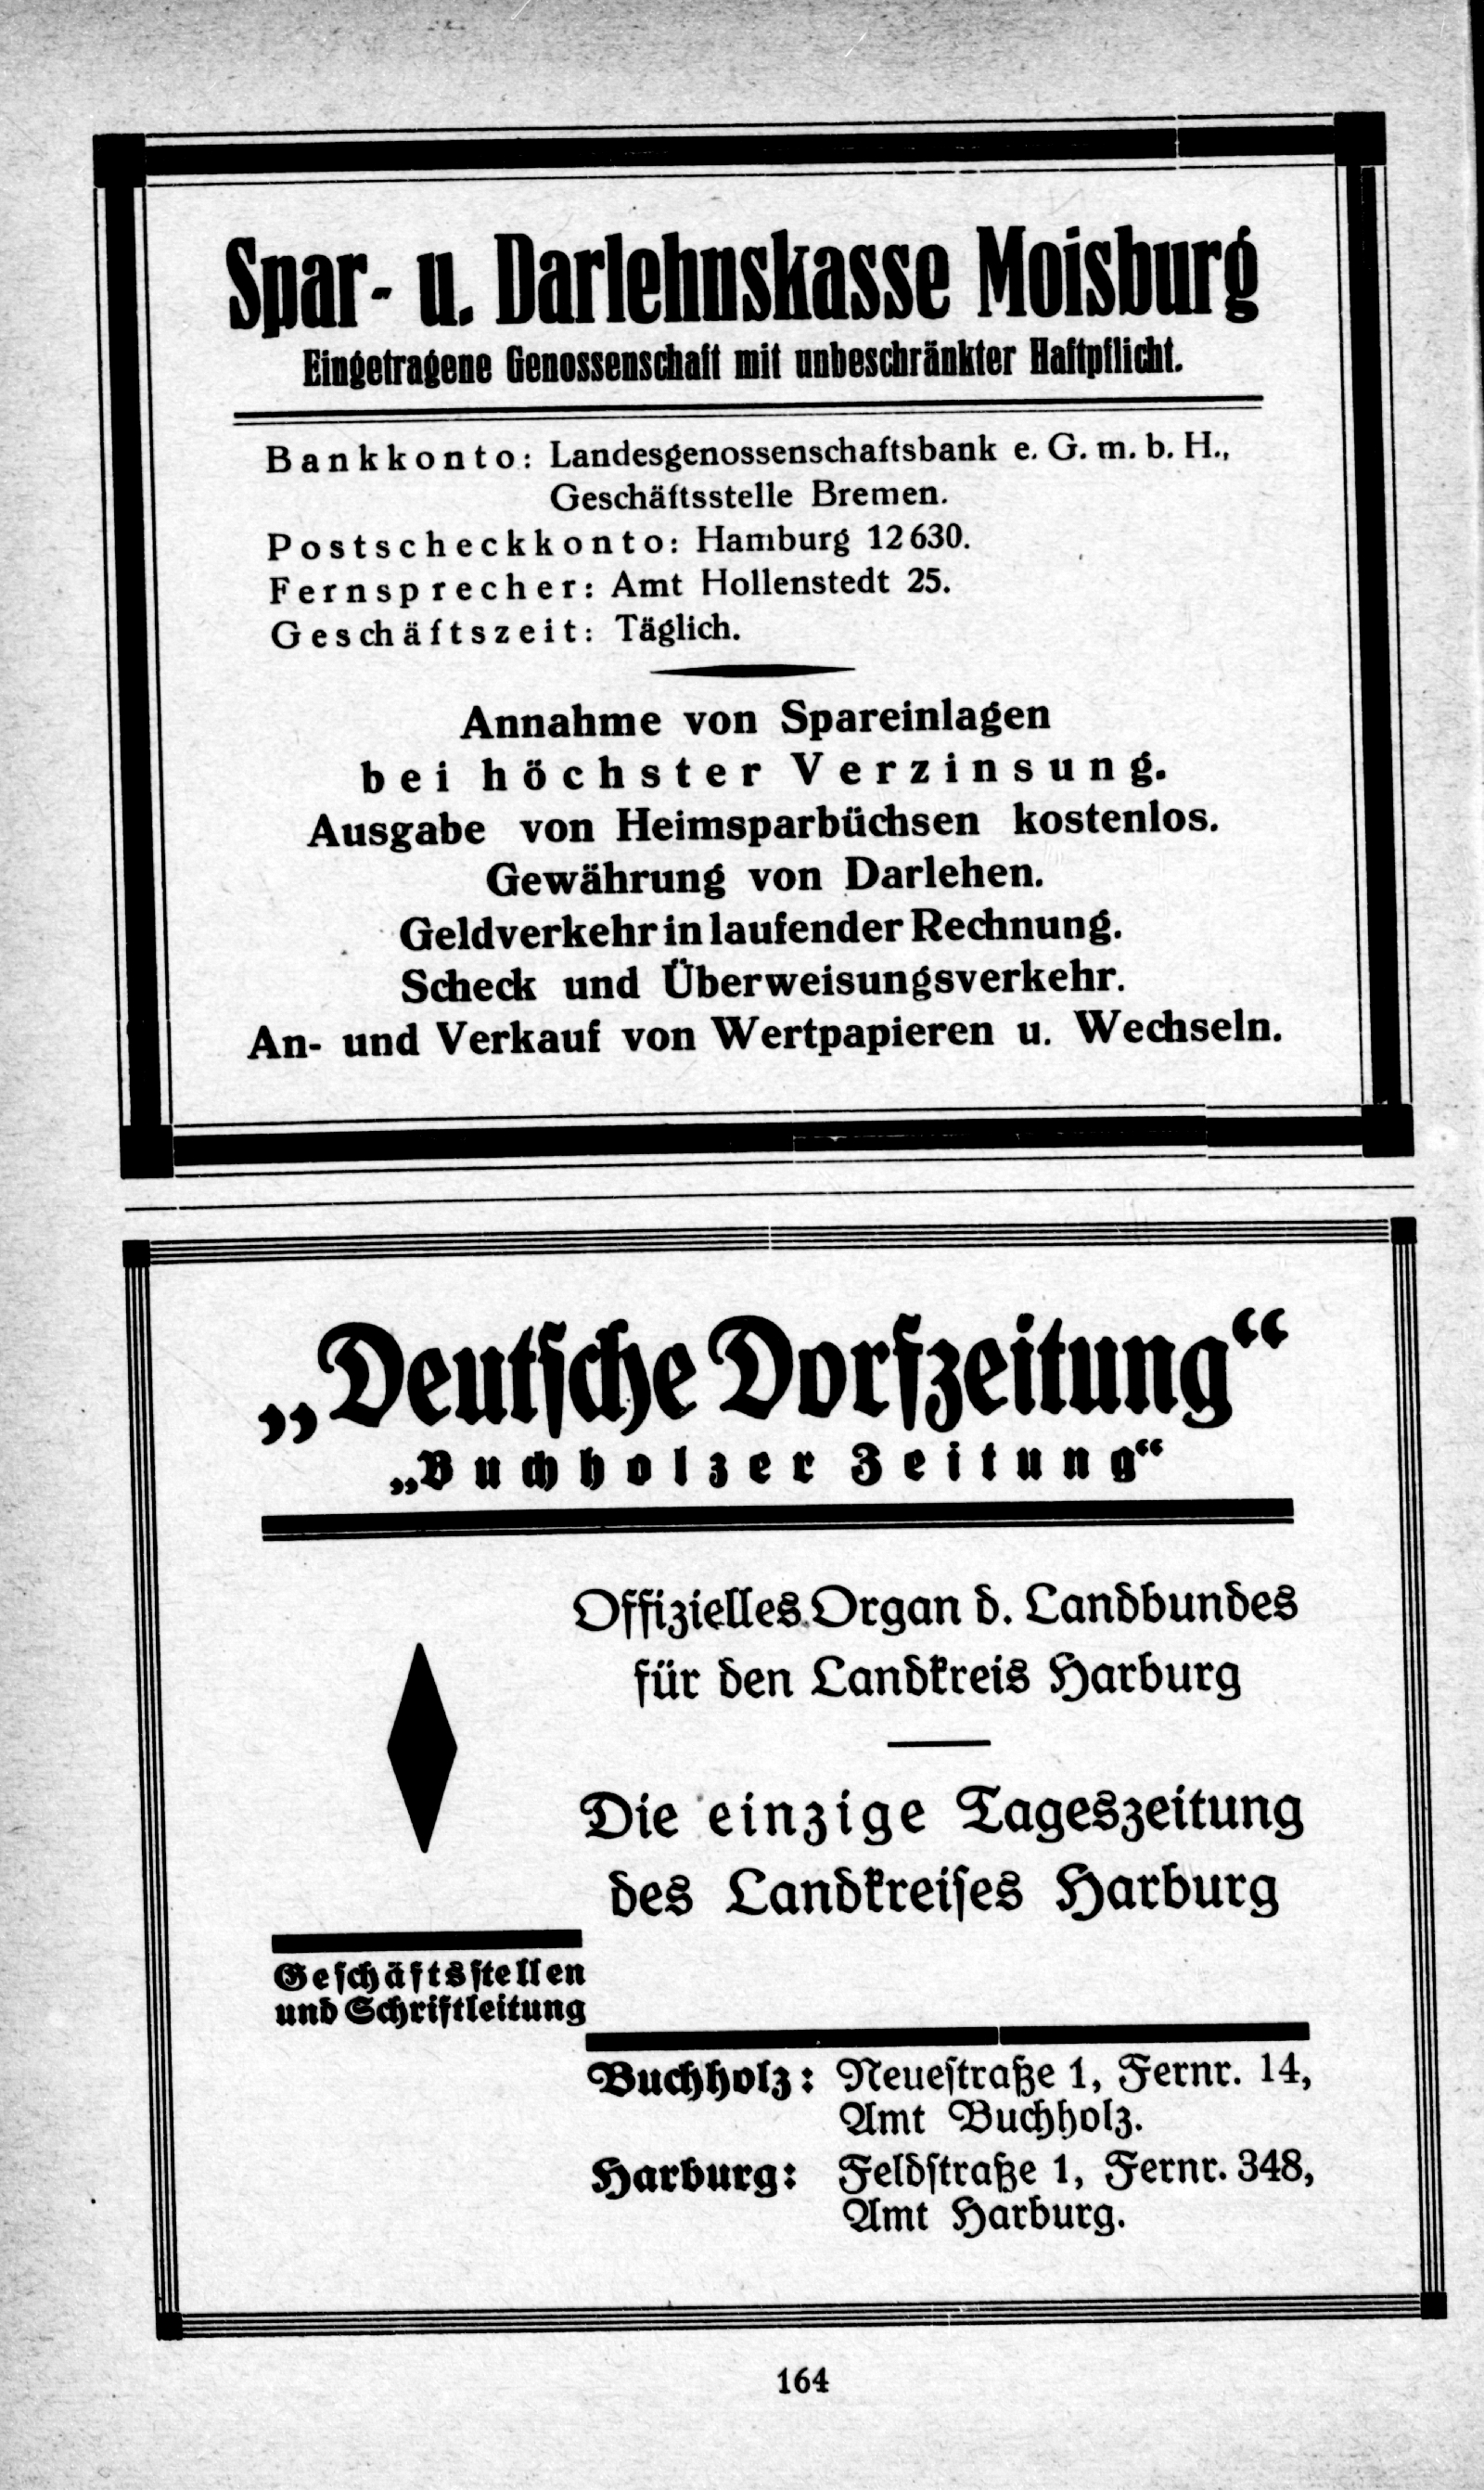 Spar- u. Darlehnskasse Moisburg
Eingetragene Genossenschaft mit unbeschränkter Haftpflicht.
Bankkonto: Landesgenossenschaftsbank e. G. m. b. H.,
Geschäftsstelle Bremen.
Postscheckkonto: Hamburg 12630.
Fernsprecher: Amt Hollenstedt 25.
Geschäftszeit: Täglich.
Annahme von Spareinlagen
bei höchster Verzinsung.
Ausgabe von Heimsparbüchsen kostenlos.
Gewährung von Darlehen.
Geldverkehr in laufender Rechnung.
Scheck und Überweisungsverkehr.
An- und Verkauf von Wertpapieren u. Wechseln.
„Deutſche Dorfzeitung“
„Buchholzer Zeitung“
Offizielles Organ d. Landbundes
für den Landkreis Harburg
Die einzige Tageszeitung
des Landkreiſes Harburg
Geſchäftsſtellen
und Schriftleitung
Buchholz: Neueſtraße 1, Fernr. 14,
Amt Buchholz.
Harburg: Feldſtraße 1, Fernr. 348,
Amt Harburg.
164